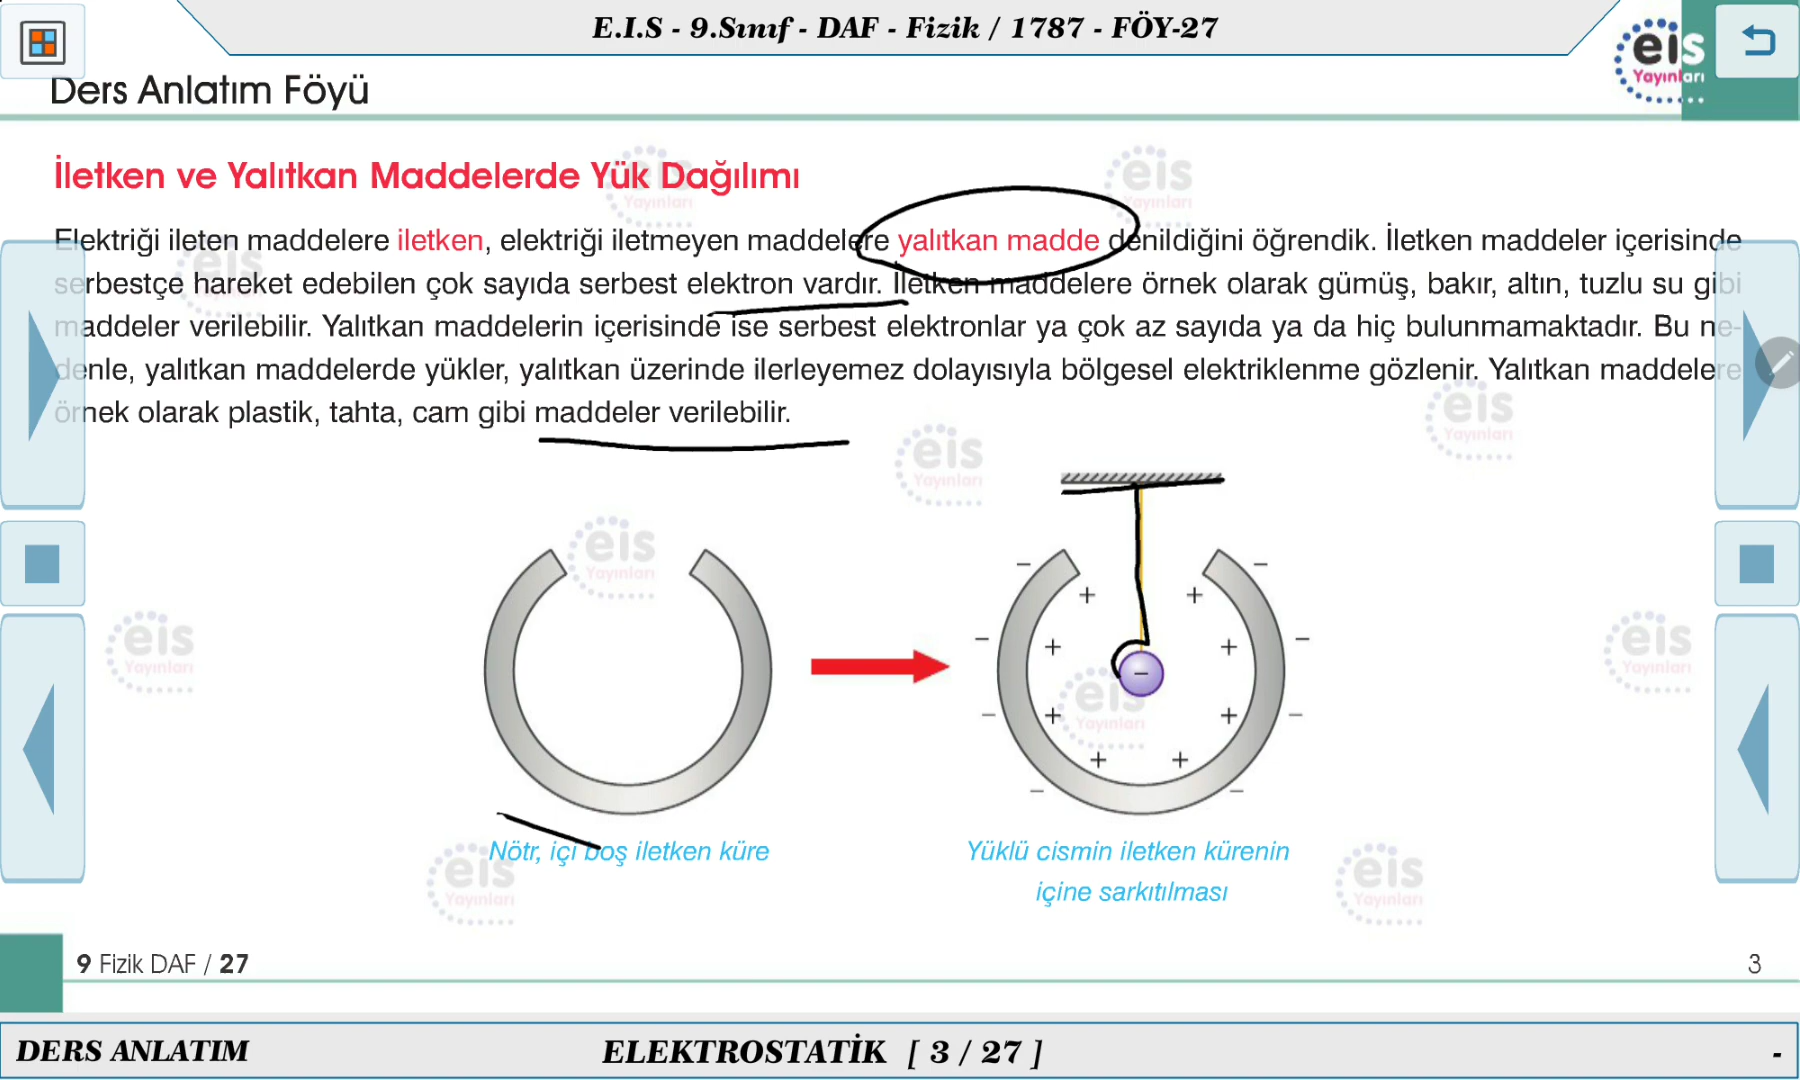 E.I.S - 9.Sınıf - DAF - Fizik / 1787 - FÖY-27
eis
Yayınları
Ders Anlatım Föyü
İletken ve Yalıtkan Maddelerde Yük Dağılımı
Elektriği ileten maddelere iletken, elektriği iletmeyen maddelere yalıtkan madde denildiğini öğrendik. İletken maddeler içerisinde
serbestçe hareket edebilen çok sayıda serbest elektron vardır. İletken maddelere örnek olarak gümüş, bakır, altın, tuzlu su gibi
maddeler verilebilir. Yalıtkan maddelerin içerisinde ise serbest elektronlar ya çok az sayıda ya da hiç bulunmamaktadır. Bu ne-
denle, yalıtkan maddelerde yükler, yalıtkan üzerinde ilerleyemez dolayısıyla bölgesel elektriklenme gözlenir. Yalıtkan maddelere
örnek olarak plastik, tahta, cam gibi maddeler verilebilir.
Nötr, içi boş iletken küre
Yüklü cismin iletken kürenin
içine sarkıtılması
9 Fizik DAF / 27
3
DERS ANLATIM
ELEKTROSTATİK [ 3 / 27 ]
-